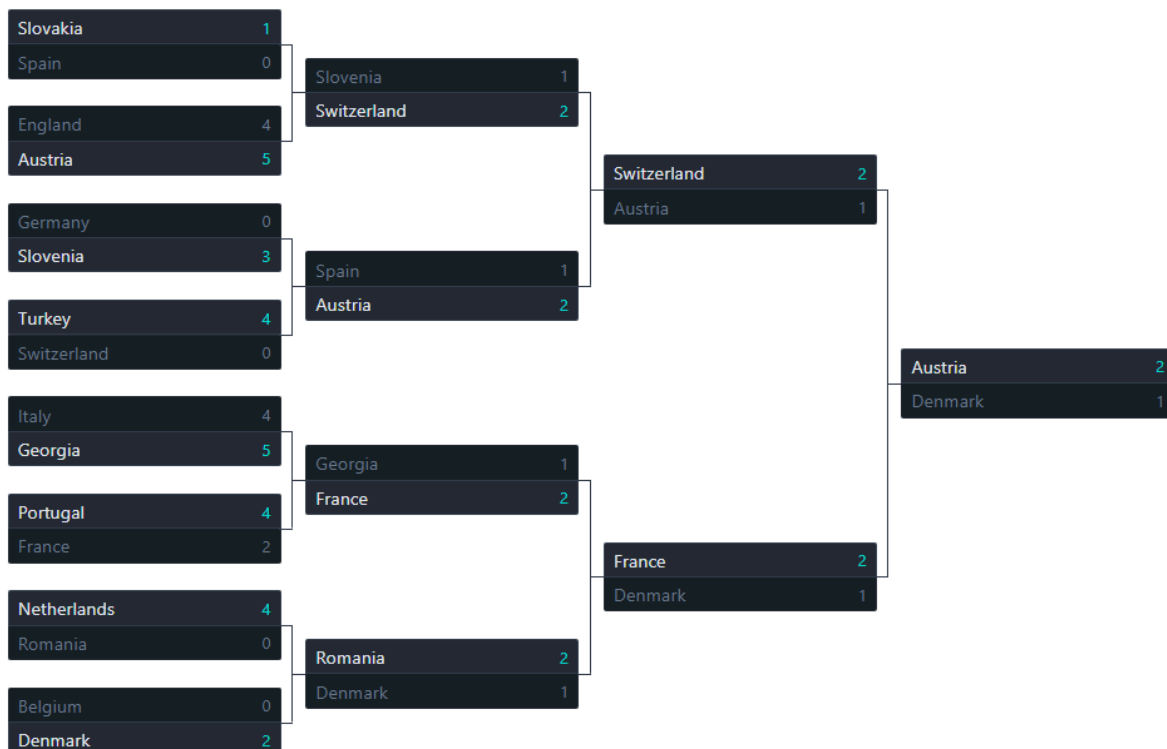 Slovakia 1
Spain 0
England 4
Austria 5
Germany 0
Slovenia 3
Turkey 4
Switzerland 0
Italy 4
Georgia 5
Portugal 4
France 2
Netherlands 4
Romania 0
Belgium 0
Denmark 2
Slovenia 1
Switzerland 2
Spain 1
Austria 2
Georgia 1
France 2
Romania 2
Denmark 1
Switzerland 2
Austria 1
France 2
Denmark 1
Austria 2
Denmark 1